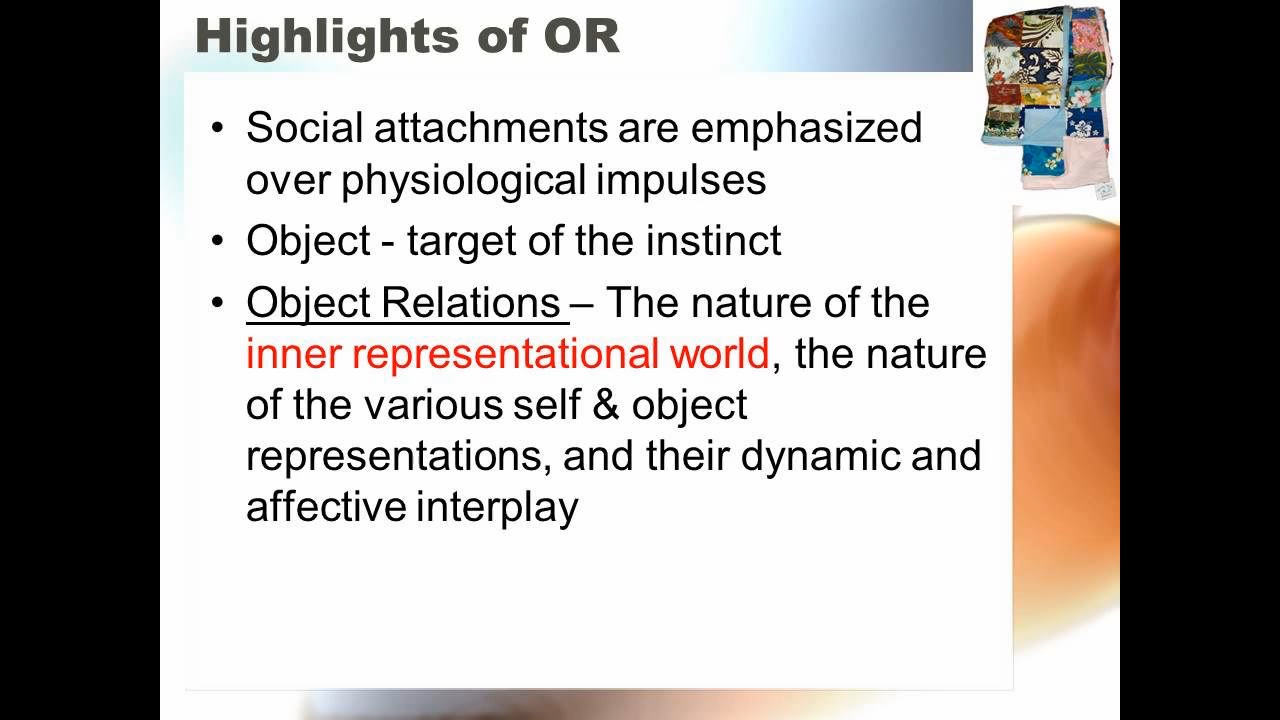 Highlights of OR
• Social attachments are emphasized
over physiological impulses
• Object - target of the instinct
• Object Relations – The nature of the
inner representational world, the nature
of the various self & object
representations, and their dynamic and
affective interplay